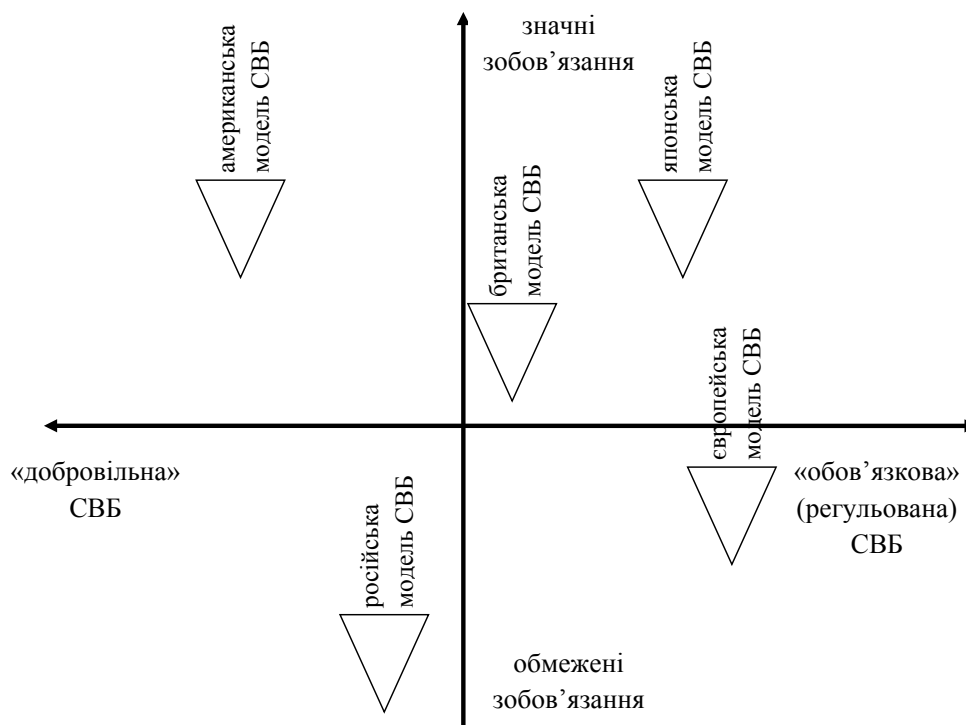 значні
зобов’язання
американська
модель СВБ
японська
модель СВБ
британська
модель СВБ
європейська
модель СВБ
«добровільна»
СВБ
«обов’язкова»
(регульована)
СВБ
російська
модель СВБ
обмежені
зобов’язання